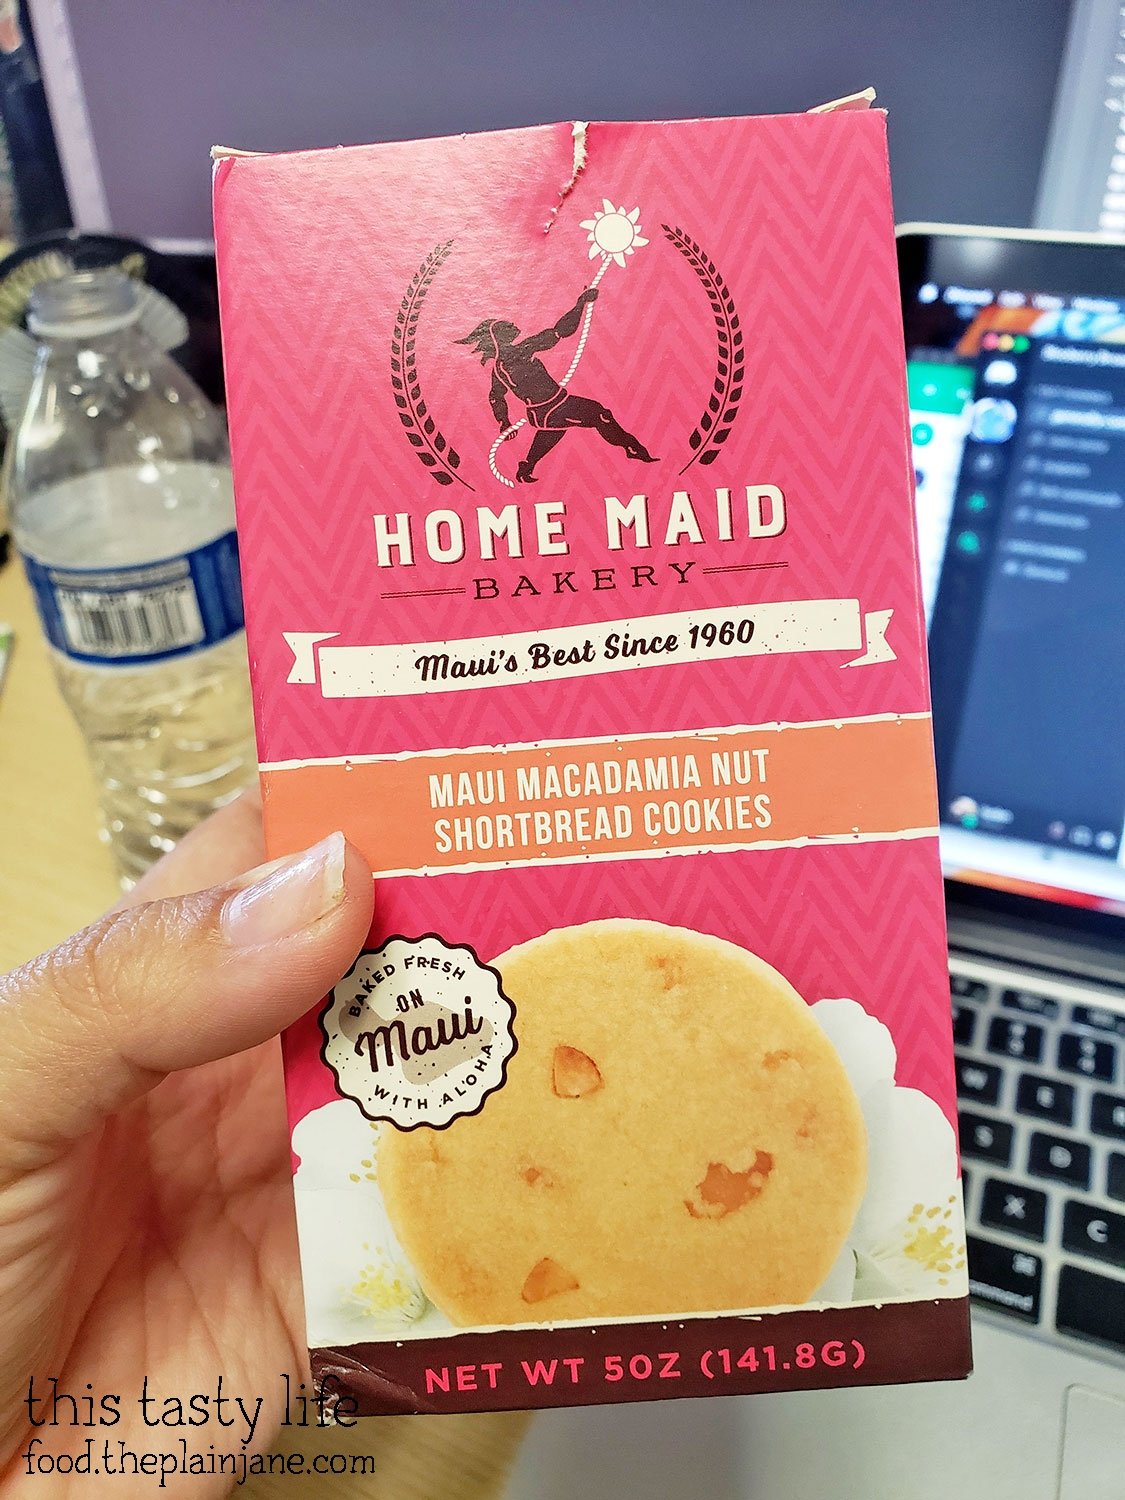 HOME MAID
BAKERY
Maui's Best Since 1960
MAUI MACADAMIA NUT
SHORTBREAD COOKIES
BAKED FRESH
ON
Maui
WITH ALOHA
NET WT 5OZ (141.8G)
W
E
S
D
X
C
⌘
command
this tasty life
food.theplainjane.com